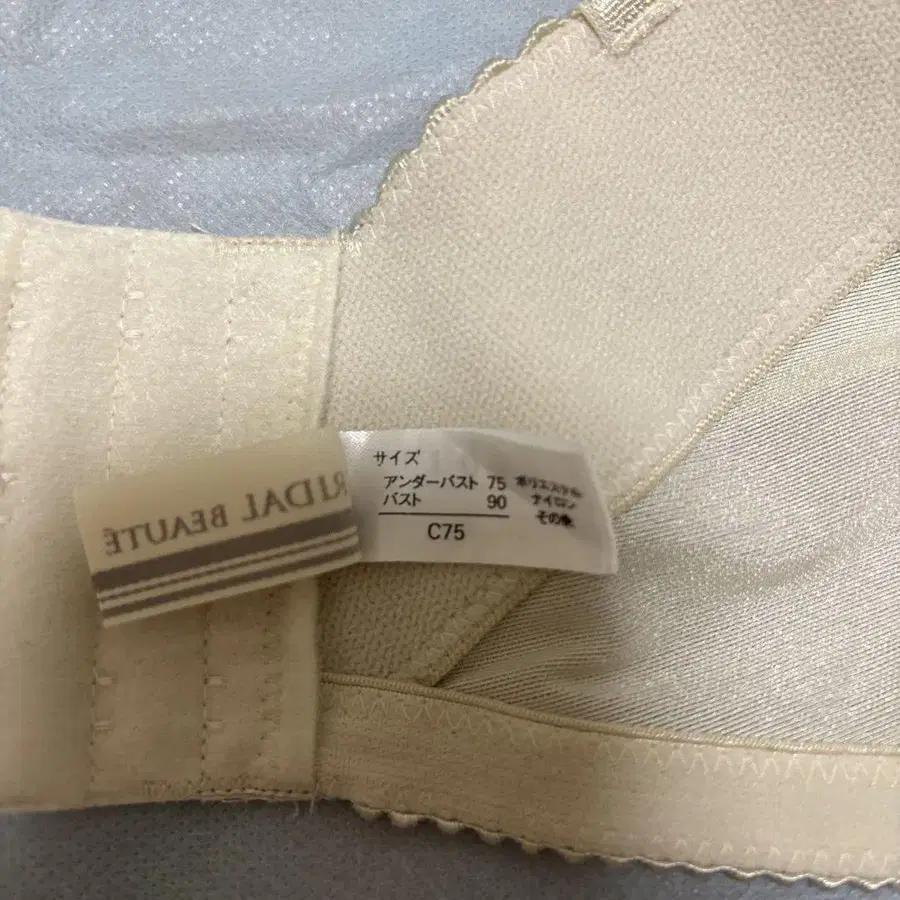 RIDAL BEAUTÉ
サイズ
アンダーバスト 75
バスト 90
C75
ポリエステル
ナイロン
その他